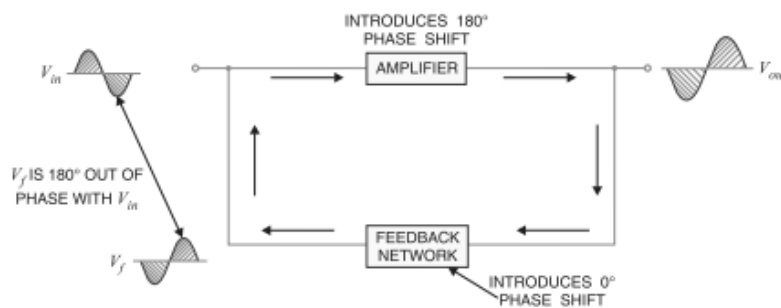 INTRODUCES 180°
PHASE SHIFT
AMPLIFIER
V_in
V_f IS 180° OUT OF
PHASE WITH V_in
V_f
FEEDBACK
NETWORK
INTRODUCES 0°
PHASE SHIFT